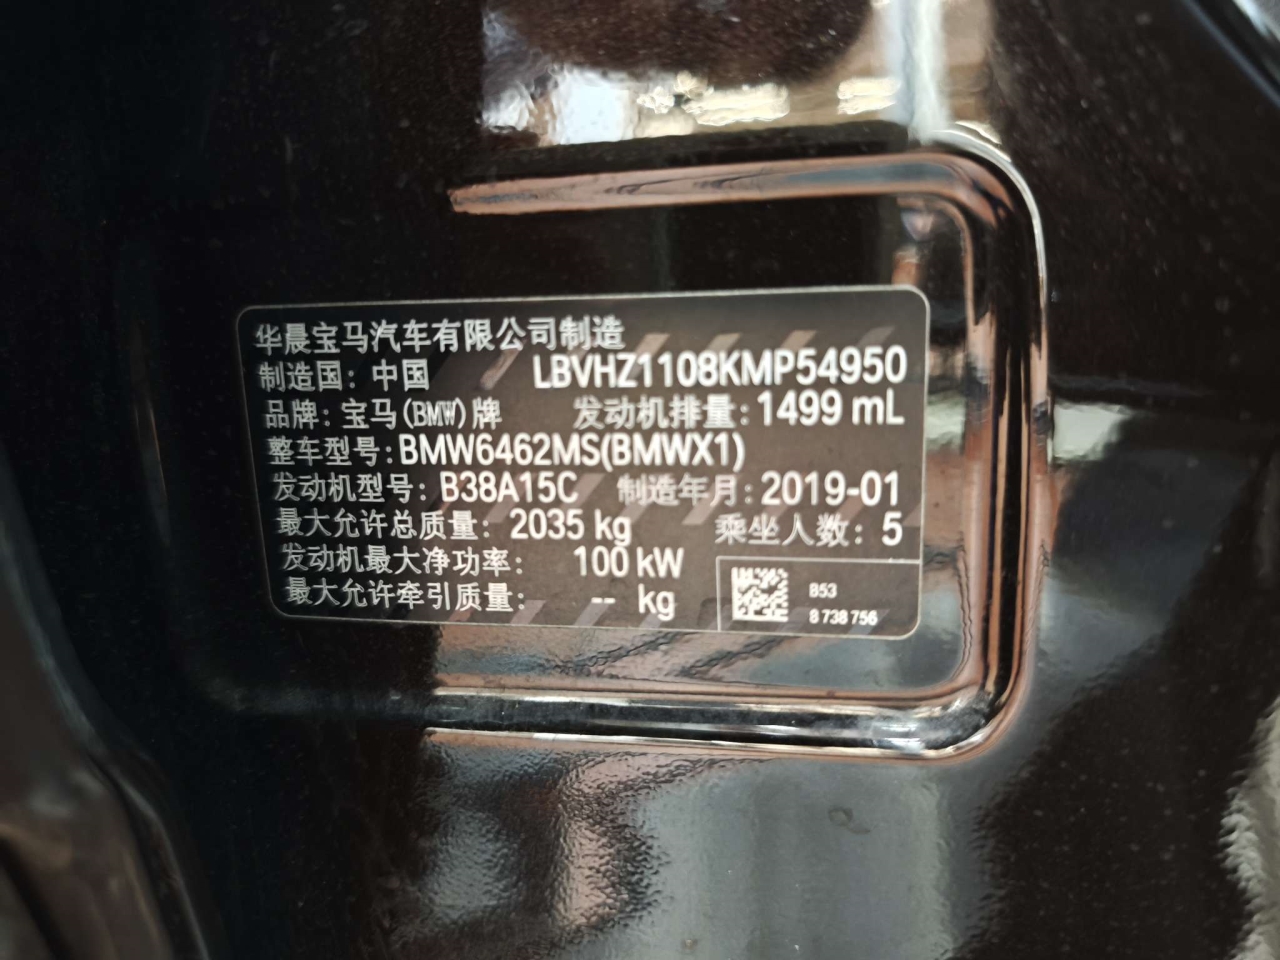 华晨宝马汽车有限公司制造
制造国: 中国 LBVHZ1108KMP54950
品牌: 宝马(BMW)牌 发动机排量: 1499 mL
整车型号: BMW6462MS(BMWX1)
发动机型号: B38A15C 制造年月: 2019-01
最大允许总质量: 2035 kg 乘坐人数: 5
发动机最大净功率: 100 kW
最大允许牵引质量: -- kg
B53
8 738 756